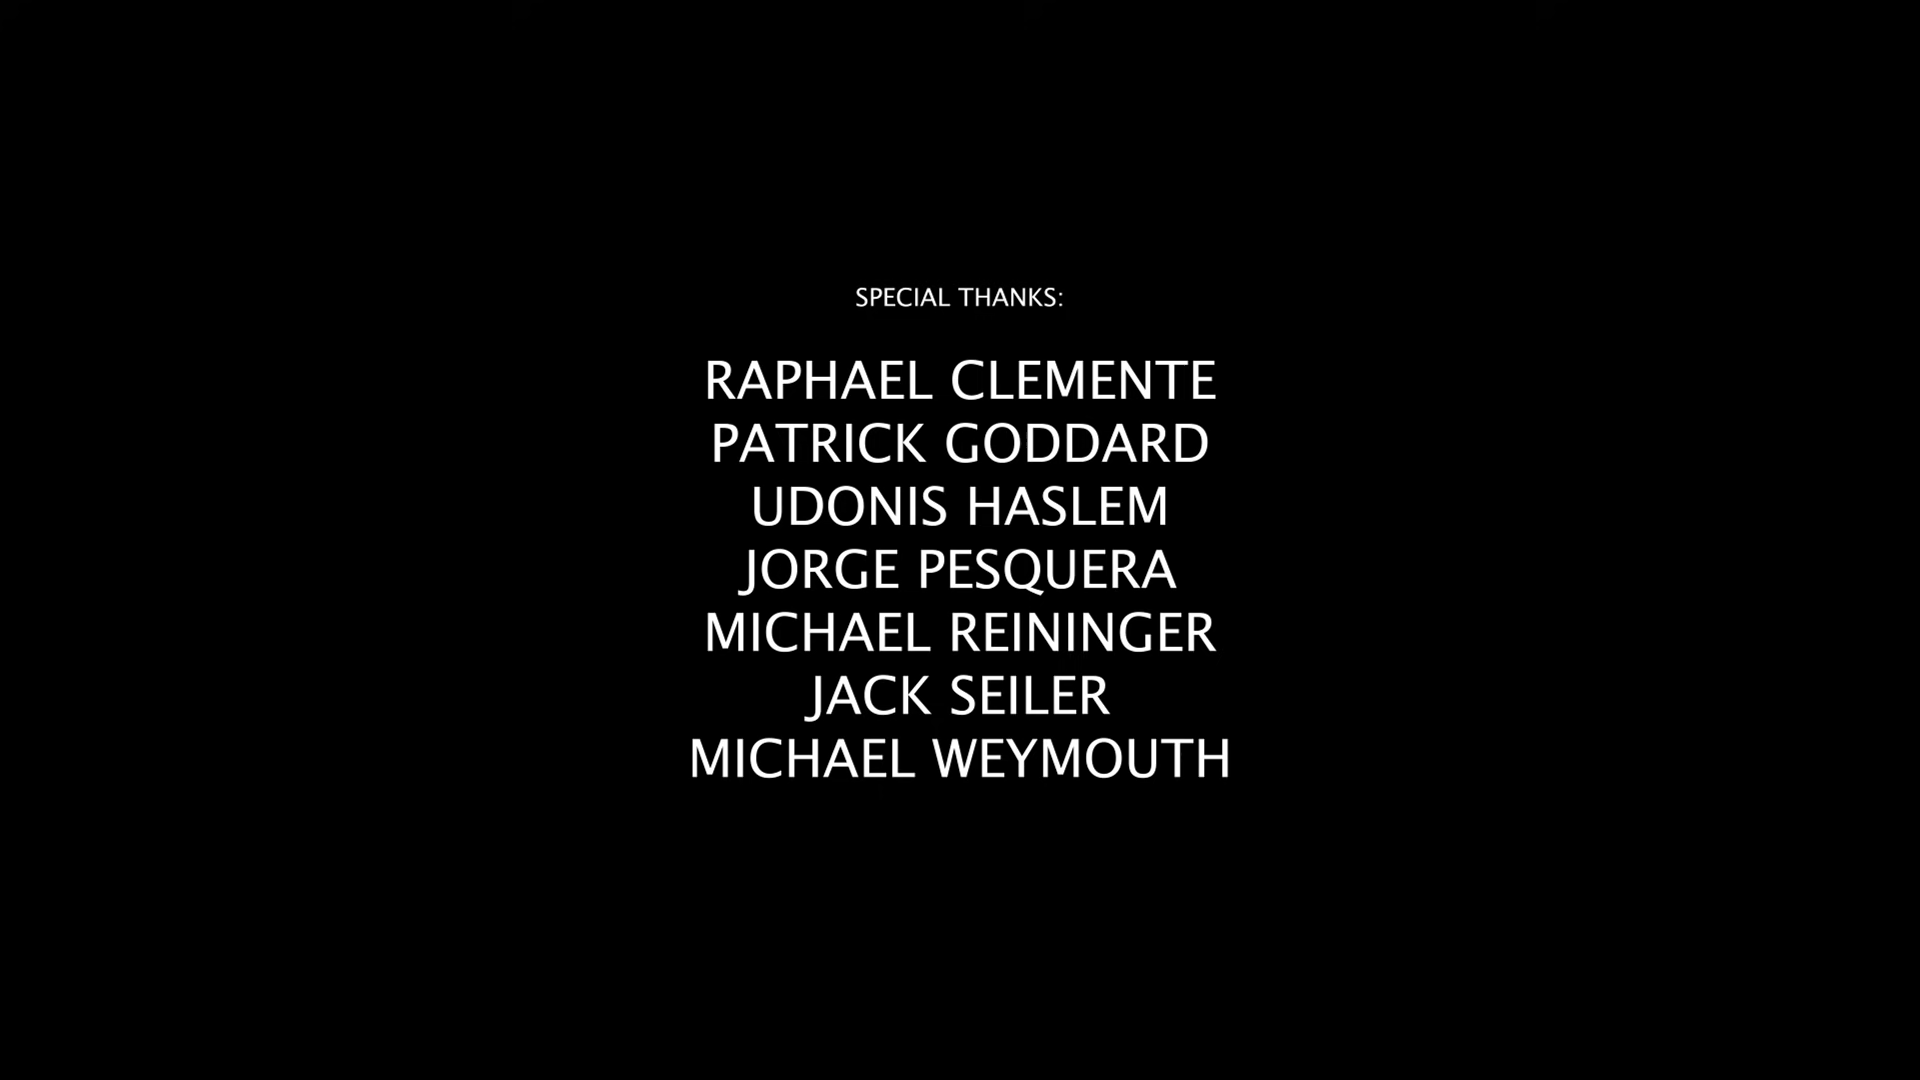 SPECIAL THANKS:
RAPHAEL CLEMENTE
PATRICK GODDARD
UDONIS HASLEM
JORGE PESQUERA
MICHAEL REININGER
JACK SEILER
MICHAEL WEYMOUTH